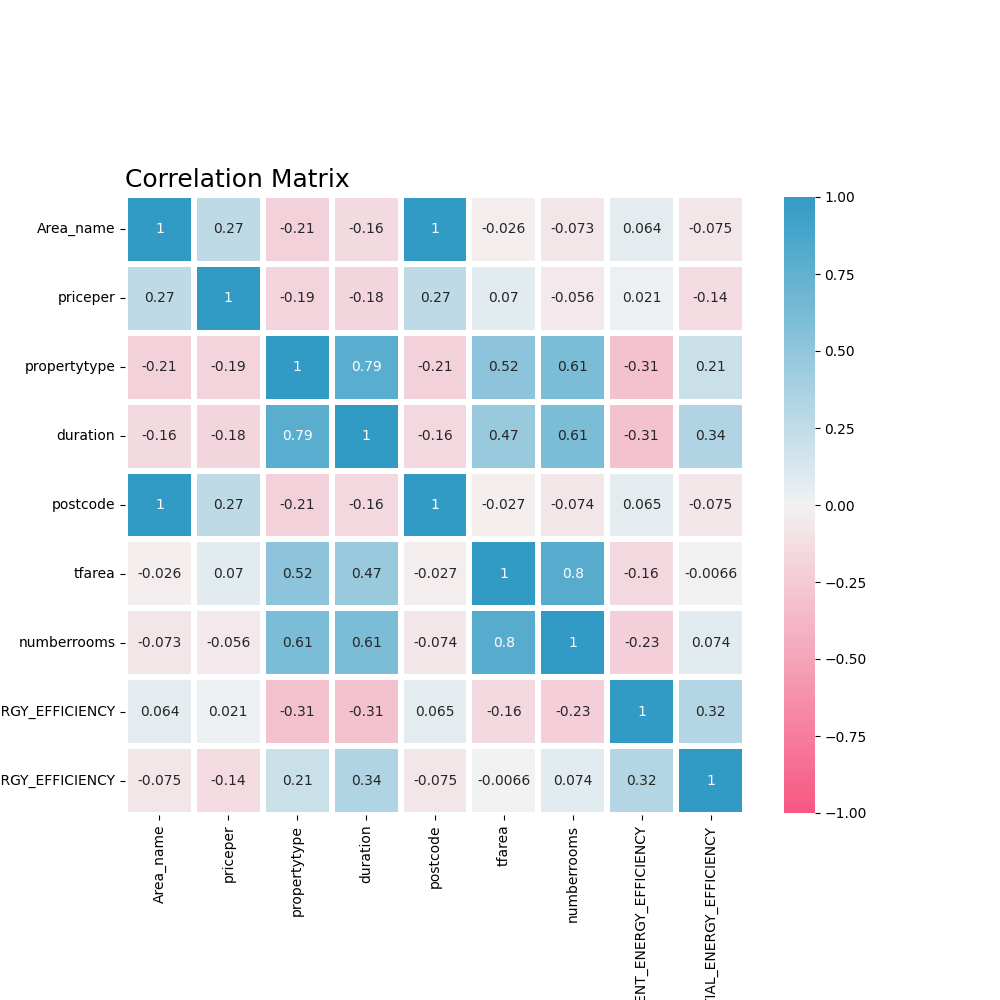 Correlation Matrix
Area_name 1 0.27 -0.21 -0.16 1 -0.026 -0.073 0.064 -0.075
priceper 0.27 1 -0.19 -0.18 0.27 0.07 -0.056 0.021 -0.14
propertytype -0.21 -0.19 1 0.79 -0.21 0.52 0.61 -0.31 0.21
duration -0.16 -0.18 0.79 1 -0.16 0.47 0.61 -0.31 0.34
postcode 1 0.27 -0.21 -0.16 1 -0.027 -0.074 0.065 -0.075
tfarea -0.026 0.07 0.52 0.47 -0.027 1 0.8 -0.16 -0.0066
numberrooms -0.073 -0.056 0.61 0.61 -0.074 0.8 1 -0.23 0.074
RGY_EFFICIENCY 0.064 0.021 -0.31 -0.31 0.065 -0.16 -0.23 1 0.32
RGY_EFFICIENCY -0.075 -0.14 0.21 0.34 -0.075 -0.0066 0.074 0.32 1
Area_name
priceper
propertytype
duration
postcode
tfarea
numberrooms
ENT_ENERGY_EFFICIENCY
TIAL_ENERGY_EFFICIENCY
1.00
0.75
0.50
0.25
0.00
−0.25
−0.50
−0.75
−1.00